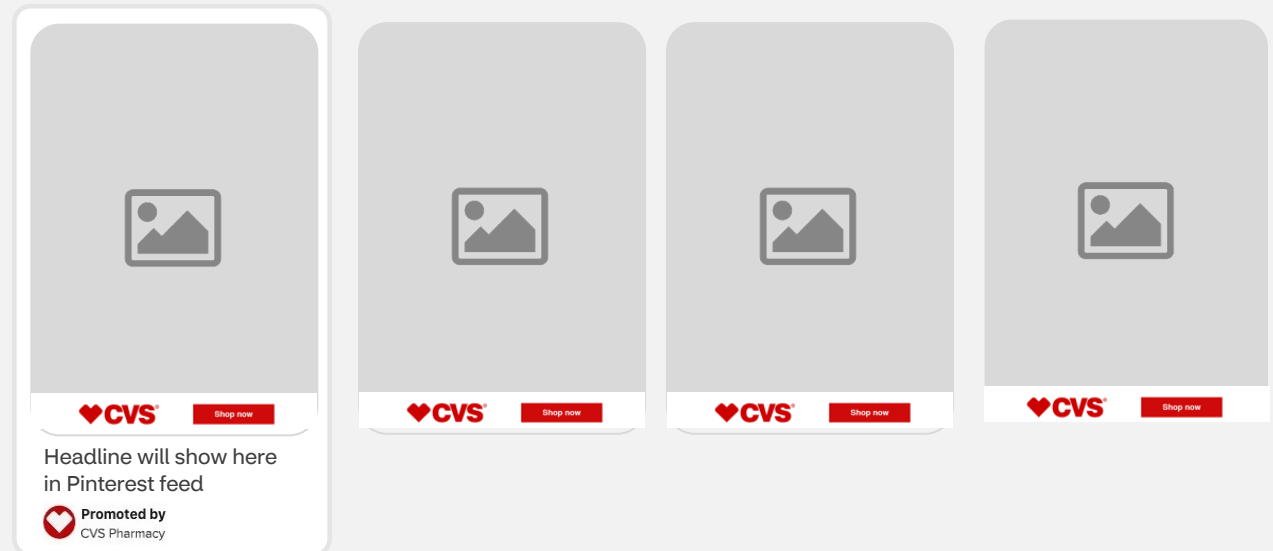 CVS®
Shop now
CVS®
Shop now
CVS®
Shop now
CVS®
Shop now
Headline will show here
in Pinterest feed
Promoted by
CVS Pharmacy